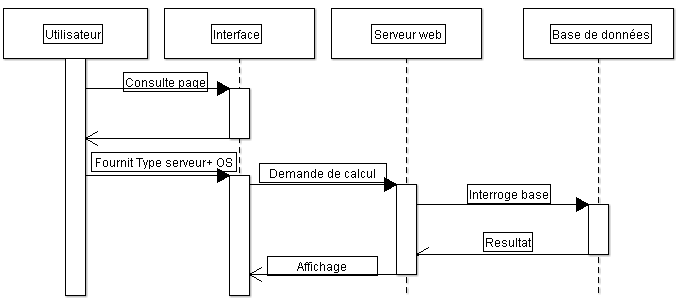 Utilisateur
Interface
Serveur web
Base de données
Consulte page
Fournit Type serveur+ OS
Demande de calcul
Interroge base
Resultat
Affichage